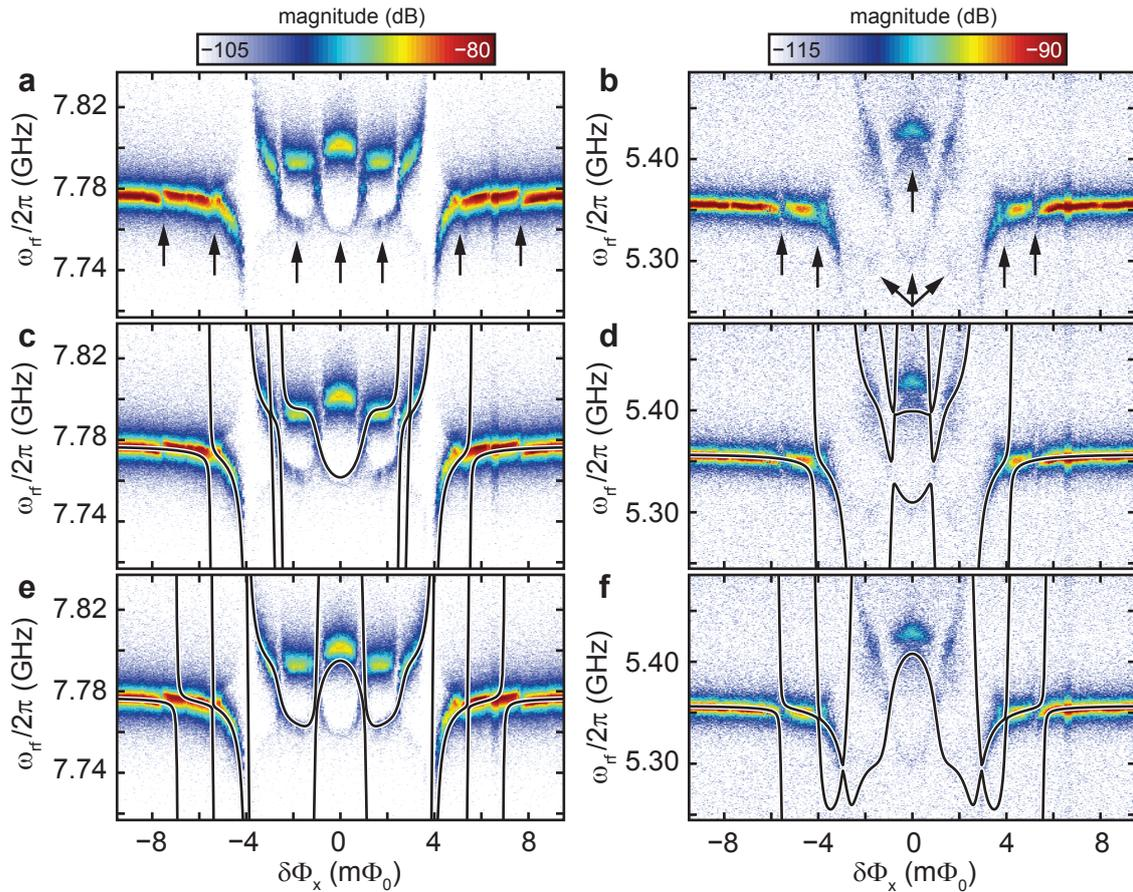 magnitude (dB)
−105
−80
magnitude (dB)
−115
−90
a
7.82
7.78
7.74
ω_rf/2π (GHz)
b
5.40
5.30
ω_rf/2π (GHz)
c
7.82
7.78
7.74
ω_rf/2π (GHz)
d
5.40
5.30
ω_rf/2π (GHz)
e
7.82
7.78
7.74
ω_rf/2π (GHz)
f
5.40
5.30
ω_rf/2π (GHz)
−8 −4 0 4 8
δΦ_x (mΦ_0)
−8 −4 0 4 8
δΦ_x (mΦ_0)